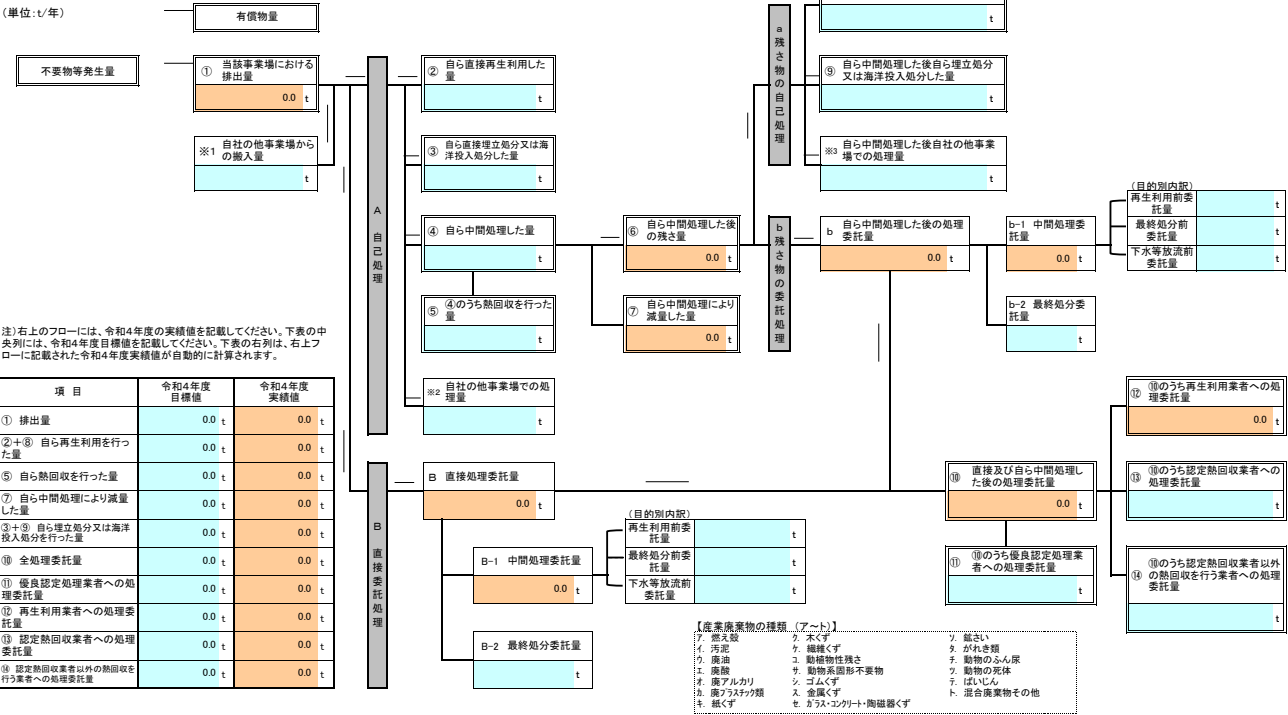 (単位:t/年)
有償物量
不要物等発生量
① 当該事業場における
排出量
0.0 t
※1 自社の他事業場から
の搬入量
t
A 自己処理
② 自ら直接再生利用した
量
t
③ 自ら直接埋立処分又は海
洋投入処分した量
t
④ 自ら中間処理した量
t
⑤ ④のうち熱回収を行った
量
t
※2 自社の他事業場での処
理量
t
⑥ 自ら中間処理した後
の残さ量
0.0 t
⑦ 自ら中間処理により
減量した量
0.0 t
a 残さ物の自己処理
t
⑨ 自ら中間処理した後自ら埋立処分
又は海洋投入処分した量
t
※3 自ら中間処理した後自社の他事業
場での処理量
t
b 残さ物の委託処理
b 自ら中間処理した後の処理
委託量
0.0 t
b-1 中間処理委
託量
0.0 t
b-2 最終処分委
託量
t
(目的別内訳)
再生利用前委
託量
t
最終処分前
委託量
t
下水等放流前
委託量
t
注)右上のフローには、令和4年度の実績値を記載してください。下表の中
央列には、令和4年度目標値を記載してください。下表の右列は、右上フ
ローに記載された令和4年度実績値が自動的に計算されます。
項 目 令和4年度
目標値 令和4年度
実績値
① 排出量 0.0 t 0.0 t
②+⑧ 自ら再生利用を行っ
た量 0.0 t 0.0 t
⑤ 自ら熱回収を行った量 0.0 t 0.0 t
⑦ 自ら中間処理により減量
した量 0.0 t 0.0 t
③+⑨ 自ら埋立処分又は海洋
投入処分を行った量 0.0 t 0.0 t
⑩ 全処理委託量 0.0 t 0.0 t
⑪ 優良認定処理業者への処
理委託量 0.0 t 0.0 t
⑫ 再生利用業者への処理委
託量 0.0 t 0.0 t
⑬ 認定熱回収業者への処理
委託量 0.0 t 0.0 t
⑭ 認定熱回収業者以外の熱回収を
行う業者への処理委託量 0.0 t 0.0 t
B 直接委託処理
B 直接処理委託量
0.0 t
B-1 中間処理委託量
0.0 t
B-2 最終処分委託量
t
(目的別内訳)
再生利用前委
託量
t
最終処分前委
託量
t
下水等放流前
委託量
t
⑩ 直接及び自ら中間処理し
た後の処理委託量
0.0 t
⑪ ⑩のうち優良認定処理業
者への処理委託量
t
⑫ ⑩のうち再生利用業者への処
理委託量
0.0 t
⑬ ⑩のうち認定熱回収業者への
処理委託量
t
⑭ ⑩のうち認定熱回収業者以外
の熱回収を行う業者への処理
委託量
t
【産業廃棄物の種類 (ア~ト)】
ア. 燃え殻 ク. 木くず ソ. 鉱さい
イ. 汚泥 ケ. 繊維くず タ. がれき類
ウ. 廃油 コ. 動植物性残さ チ. 動物のふん尿
エ. 廃酸 サ. 動物系固形不要物 ツ. 動物の死体
オ. 廃アルカリ シ. ゴムくず テ. ばいじん
カ. 廃プラスチック類 ス. 金属くず ト. 混合廃棄物その他
キ. 紙くず セ. ガラス・コンクリート・陶磁器くず